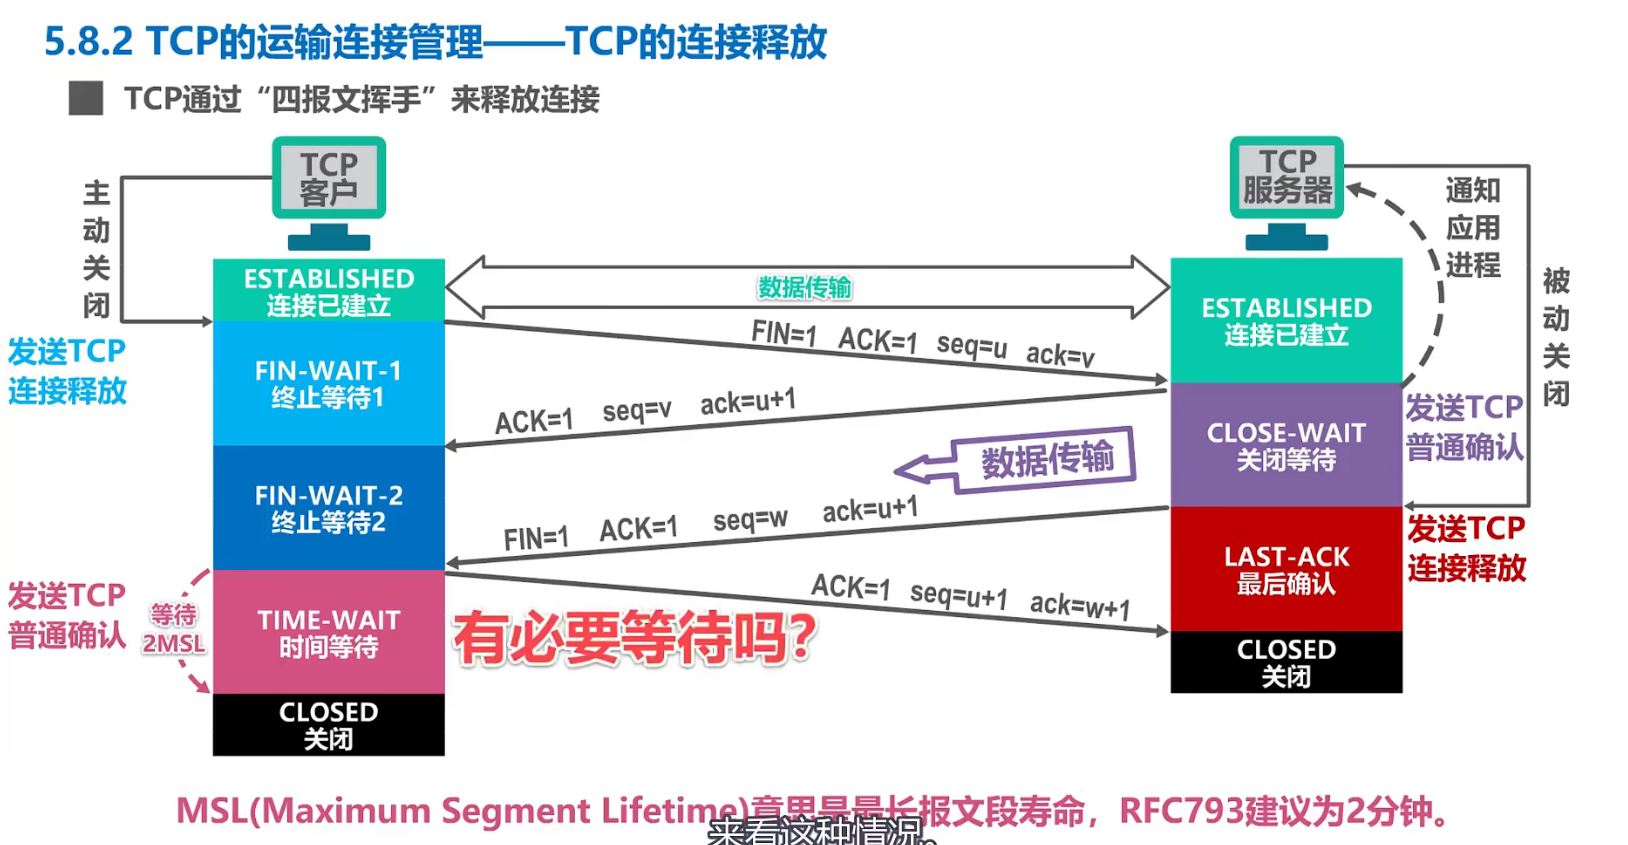 5.8.2 TCP的运输连接管理——TCP的连接释放
TCP通过“四报文挥手”来释放连接
TCP
客户
TCP
服务器
主动关闭
通知应用进程
被动关闭
ESTABLISHED
连接已建立
数据传输
ESTABLISHED
连接已建立
FIN=1 ACK=1 seq=u ack=v
发送TCP
连接释放
FIN-WAIT-1
终止等待1
ACK=1 seq=v ack=u+1
CLOSE-WAIT
关闭等待
发送TCP
普通确认
数据传输
FIN-WAIT-2
终止等待2
FIN=1 ACK=1 seq=w ack=u+1
LAST-ACK
最后确认
发送TCP
连接释放
ACK=1 seq=u+1 ack=w+1
发送TCP
普通确认
等待
2MSL
TIME-WAIT
时间等待
有必要等待吗？
CLOSED
关闭
CLOSED
关闭
MSL(Maximum Segment Lifetime)意思是最长报文段寿命，RFC793建议为2分钟。
来看这种情况